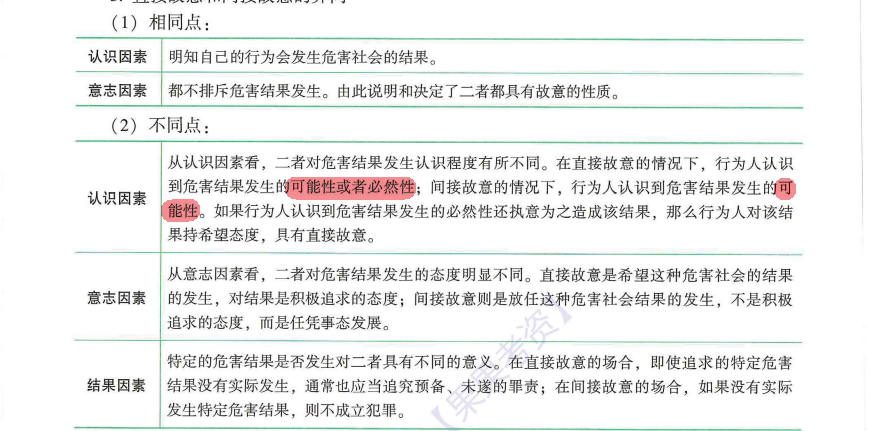 （1）相同点：
认识因素
明知自己的行为会发生危害社会的结果。
意志因素
都不排斥危害结果发生。由此说明和决定了二者都具有故意的性质。
（2）不同点：
认识因素
从认识因素看，二者对危害结果发生认识程度有所不同。在直接故意的情况下，行为人认识
到危害结果发生的可能性或者必然性；间接故意的情况下，行为人认识到危害结果发生的可
能性。如果行为人认识到危害结果发生的必然性还执意为之造成该结果，那么行为人对该结
果持希望态度，具有直接故意。
意志因素
从意志因素看，二者对危害结果发生的态度明显不同。直接故意是希望这种危害社会的结果
的发生，对结果是积极追求的态度；间接故意则是放任这种危害社会结果的发生，不是积极
追求的态度，而是任凭事态发展。
结果因素
特定的危害结果是否发生对二者具有不同的意义。在直接故意的场合，即使追求的特定危害
结果没有实际发生，通常也应当追究预备、未遂的罪责；在间接故意的场合，如果没有实际
发生特定危害结果，则不成立犯罪。